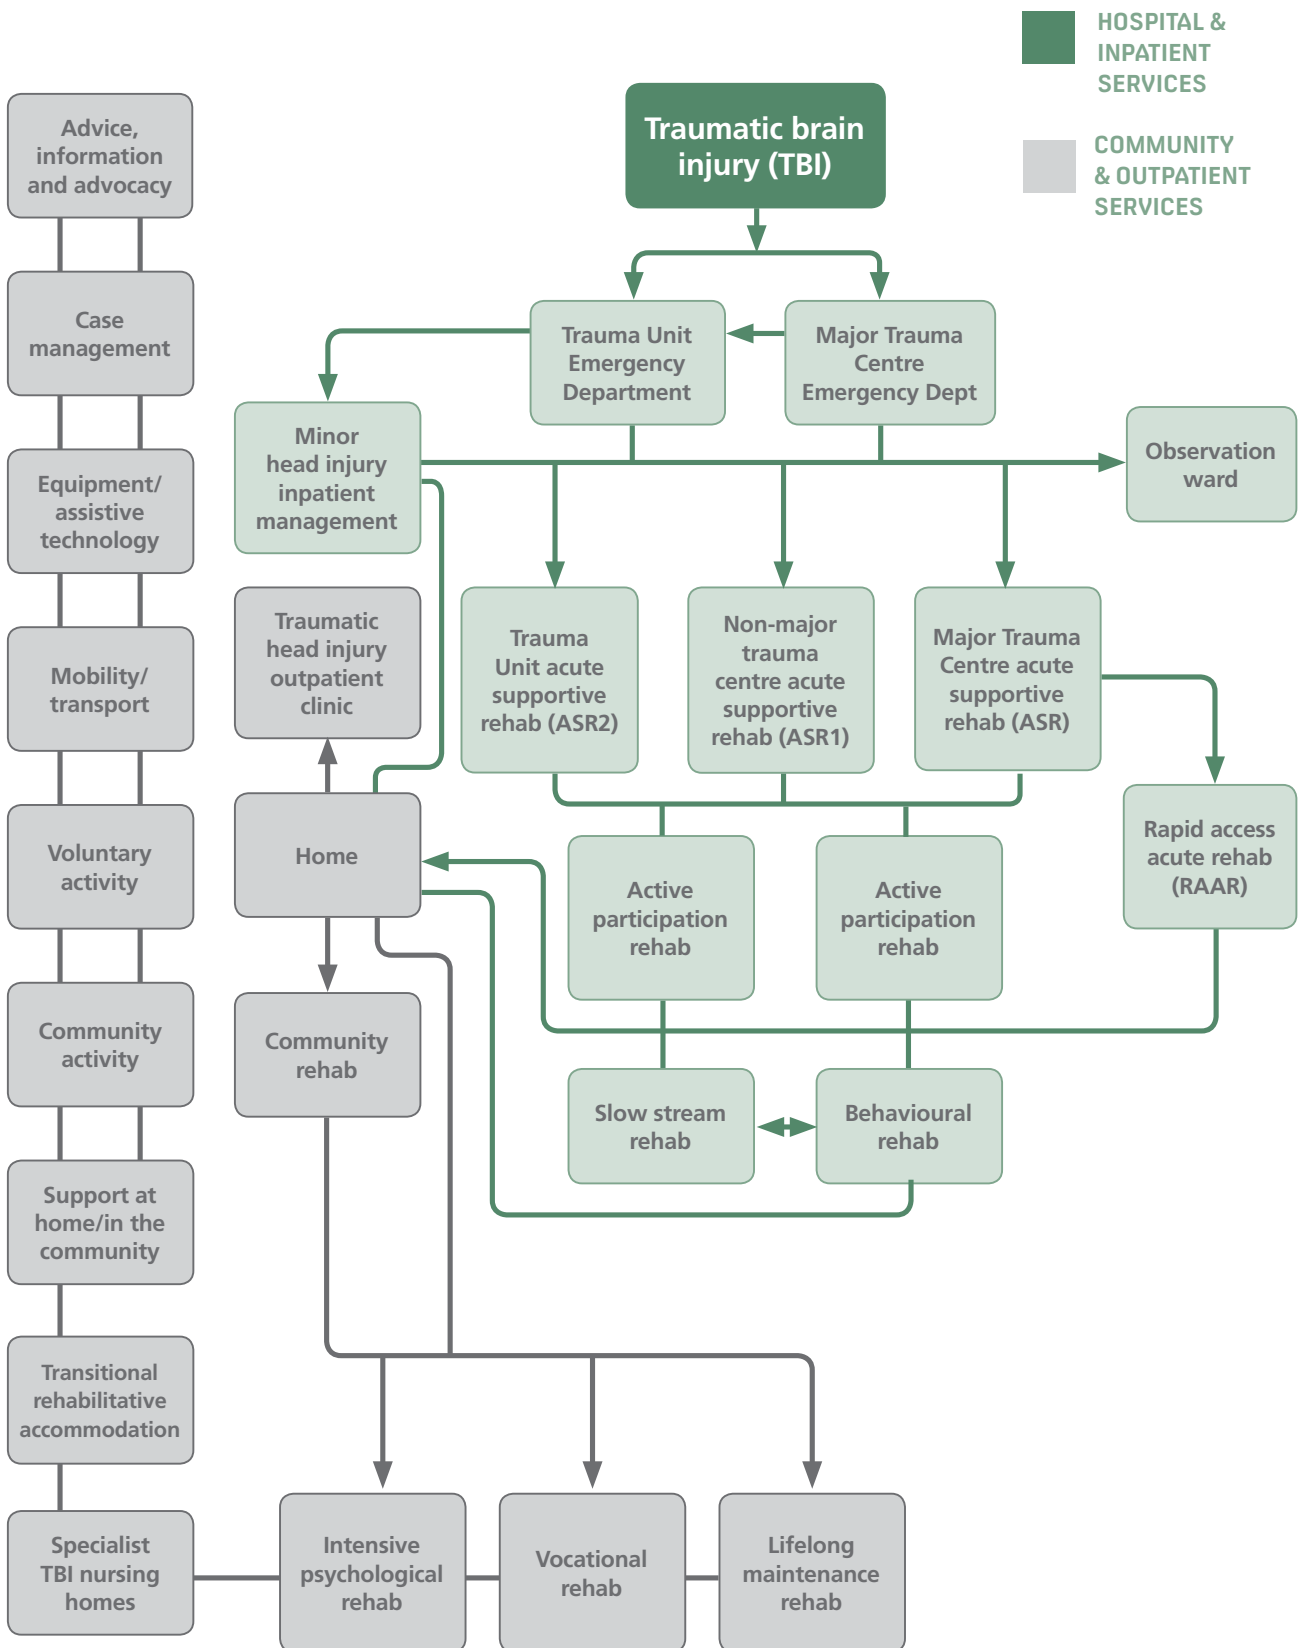 HOSPITAL &
INPATIENT
SERVICES
COMMUNITY
& OUTPATIENT
SERVICES
Traumatic brain
injury (TBI)
Advice,
information
and advocacy
Case
management
Equipment/
assistive
technology
Mobility/
transport
Voluntary
activity
Community
activity
Support at
home/in the
community
Transitional
rehabilitative
accommodation
Specialist
TBI nursing
homes
Trauma Unit
Emergency
Department
Major Trauma
Centre
Emergency Dept
Minor
head injury
inpatient
management
Observation
ward
Traumatic
head injury
outpatient
clinic
Trauma
Unit acute
supportive
rehab (ASR2)
Non-major
trauma
centre acute
supportive
rehab (ASR1)
Major Trauma
Centre acute
supportive
rehab (ASR)
Home
Active
participation
rehab
Active
participation
rehab
Rapid access
acute rehab
(RAAR)
Community
rehab
Slow stream
rehab
Behavioural
rehab
Intensive
psychological
rehab
Vocational
rehab
Lifelong
maintenance
rehab